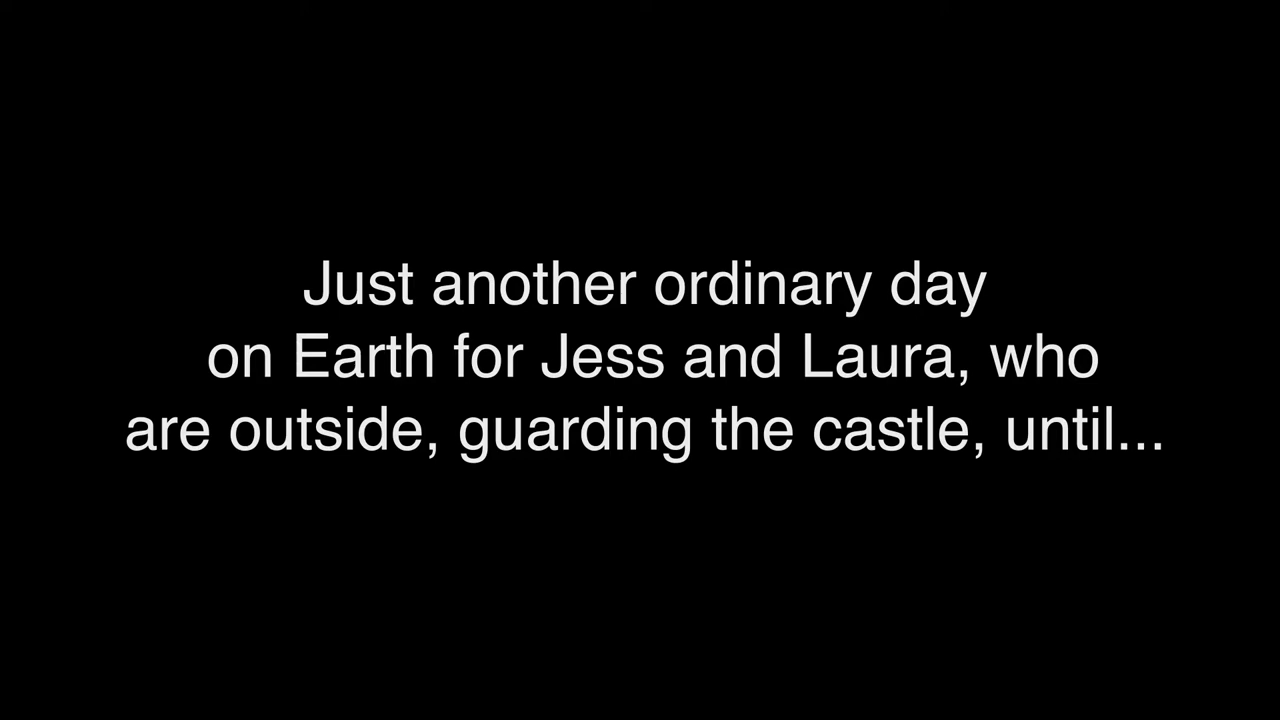 Just another ordinary day
on Earth for Jess and Laura, who
are outside, guarding the castle, until...